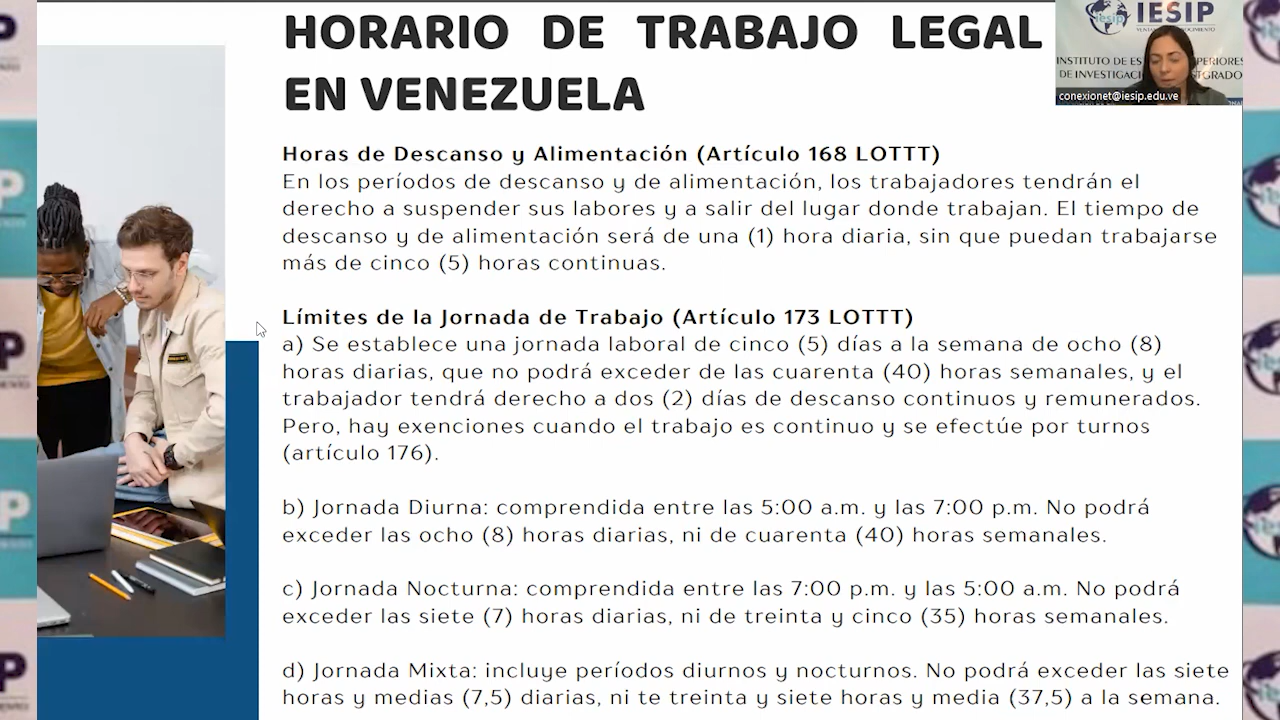 HORARIO DE TRABAJO LEGAL
EN VENEZUELA
IESIP
conexionet@iesip.edu.ve
Horas de Descanso y Alimentación (Artículo 168 LOTTT)
En los períodos de descanso y de alimentación, los trabajadores tendrán el
derecho a suspender sus labores y a salir del lugar donde trabajan. El tiempo de
descanso y de alimentación será de una (1) hora diaria, sin que puedan trabajarse
más de cinco (5) horas continuas.
Límites de la Jornada de Trabajo (Artículo 173 LOTTT)
a) Se establece una jornada laboral de cinco (5) días a la semana de ocho (8)
horas diarias, que no podrá exceder de las cuarenta (40) horas semanales, y el
trabajador tendrá derecho a dos (2) días de descanso continuos y remunerados.
Pero, hay exenciones cuando el trabajo es continuo y se efectúe por turnos
(artículo 176).
b) Jornada Diurna: comprendida entre las 5:00 a.m. y las 7:00 p.m. No podrá
exceder las ocho (8) horas diarias, ni de cuarenta (40) horas semanales.
c) Jornada Nocturna: comprendida entre las 7:00 p.m. y las 5:00 a.m. No podrá
exceder las siete (7) horas diarias, ni de treinta y cinco (35) horas semanales.
d) Jornada Mixta: incluye períodos diurnos y nocturnos. No podrá exceder las siete
horas y medias (7,5) diarias, ni te treinta y siete horas y media (37,5) a la semana.